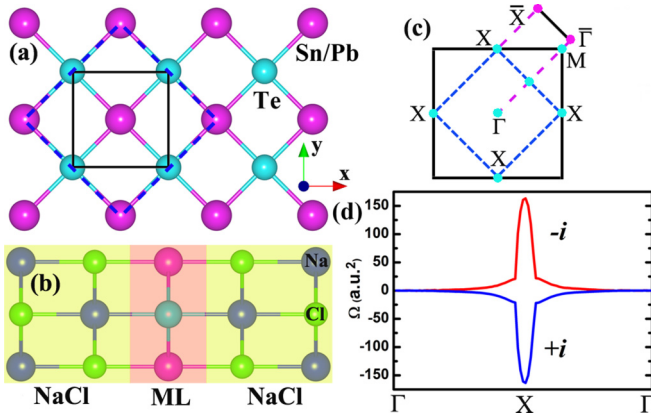 (a)
Sn/Pb
Te
y
x
(b)
Na
Cl
NaCl
ML
NaCl
(c)
X̅
Γ̅
X
M
X
Γ
X
X
(d)
Ω (a.u.²)
150
100
50
0
-50
-100
-150
-i
+i
Γ
X
Γ